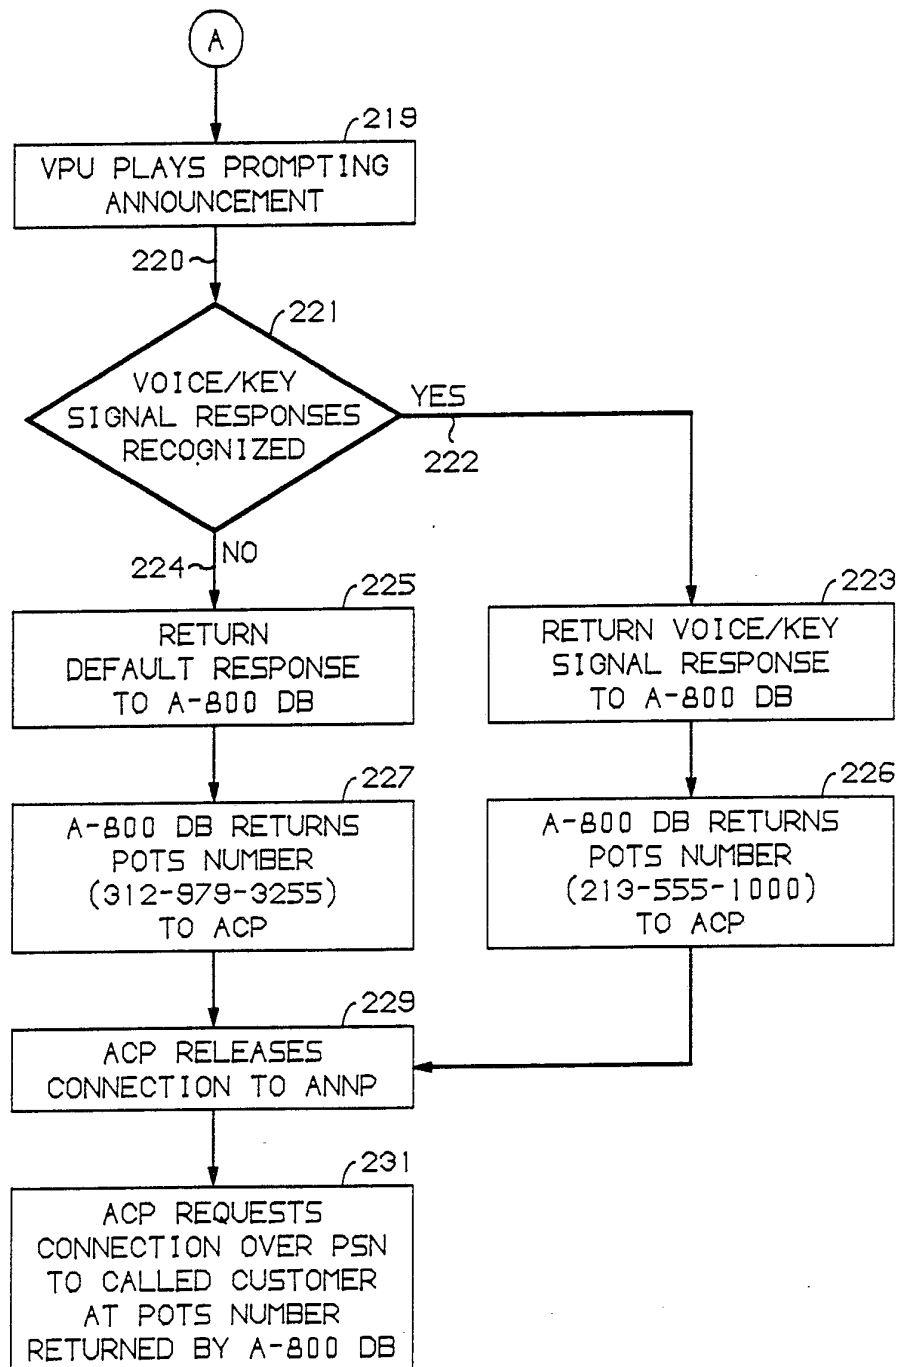 A
219
VPU PLAYS PROMPTING
ANNOUNCEMENT
220
221
VOICE/KEY
SIGNAL RESPONSES
RECOGNIZED
YES
222
224
NO
225
RETURN
DEFAULT RESPONSE
TO A-800 DB
223
RETURN VOICE/KEY
SIGNAL RESPONSE
TO A-800 DB
227
A-800 DB RETURNS
POTS NUMBER
(312-979-3255)
TO ACP
226
A-800 DB RETURNS
POTS NUMBER
(213-555-1000)
TO ACP
229
ACP RELEASES
CONNECTION TO ANNP
231
ACP REQUESTS
CONNECTION OVER PSN
TO CALLED CUSTOMER
AT POTS NUMBER
RETURNED BY A-800 DB